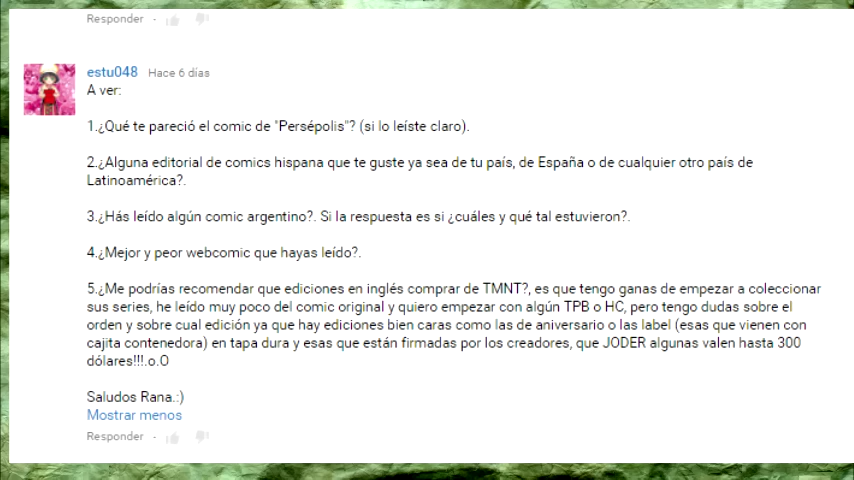 Responder
estu048 Hace 6 días
A ver:
1.¿Qué te pareció el comic de "Persépolis"? (si lo leíste claro).
2.¿Alguna editorial de comics hispana que te guste ya sea de tu país, de España o de cualquier otro país de
Latinoamérica?.
3.¿Hás leído algún comic argentino?. Si la respuesta es si ¿cuáles y qué tal estuvieron?.
4.¿Mejor y peor webcomic que hayas leído?.
5.¿Me podrías recomendar que ediciones en inglés comprar de TMNT?, es que tengo ganas de empezar a coleccionar
sus series, he leído muy poco del comic original y quiero empezar con algún TPB o HC, pero tengo dudas sobre el
orden y sobre cual edición ya que hay ediciones bien caras como las de aniversario o las label (esas que vienen con
cajita contenedora) en tapa dura y esas que están firmadas por los creadores, que JODER algunas valen hasta 300
dólares!!!.o.O
Saludos Rana.:)
Mostrar menos
Responder